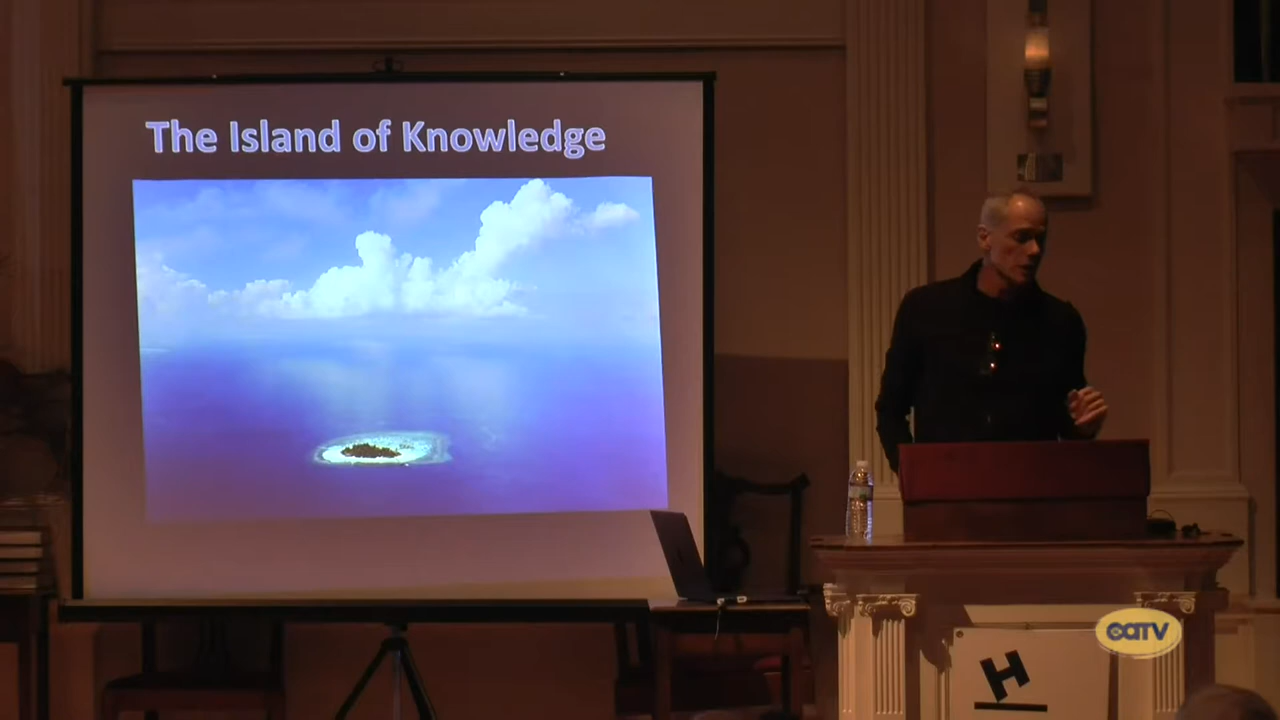 The Island of Knowledge
CATV
H